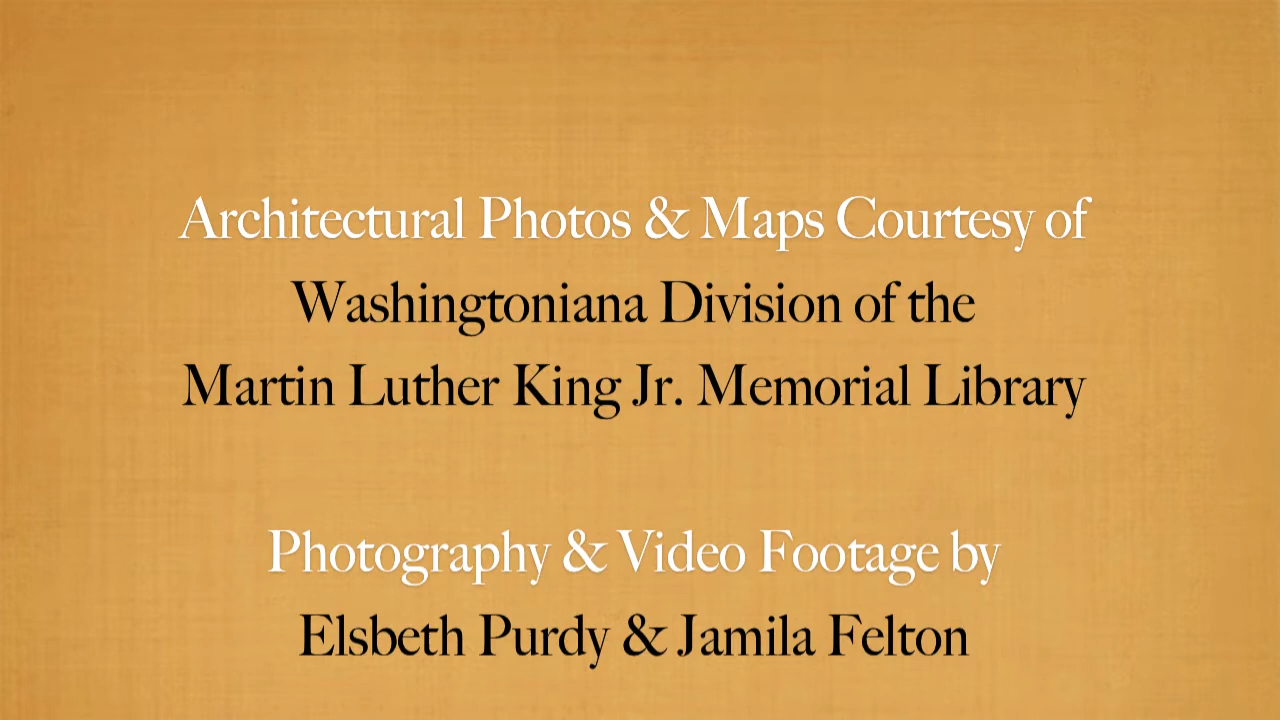 Architectural Photos & Maps Courtesy of
Washingtoniana Division of the
Martin Luther King Jr. Memorial Library
Photography & Video Footage by
Elsbeth Purdy & Jamila Felton